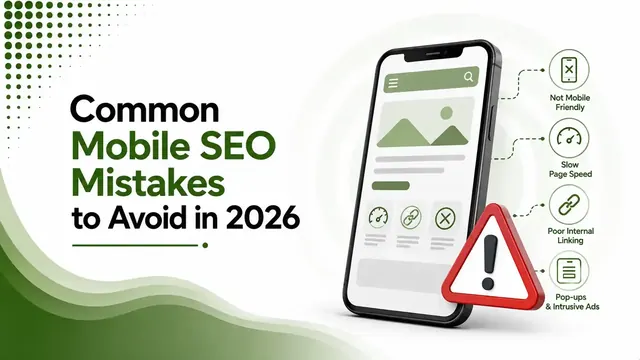 Common
Mobile SEO
Mistakes
to Avoid in 2026
Not Mobile
Friendly
Slow
Page Speed
Poor Internal
Linking
Pop-ups
& Intrusive Ads